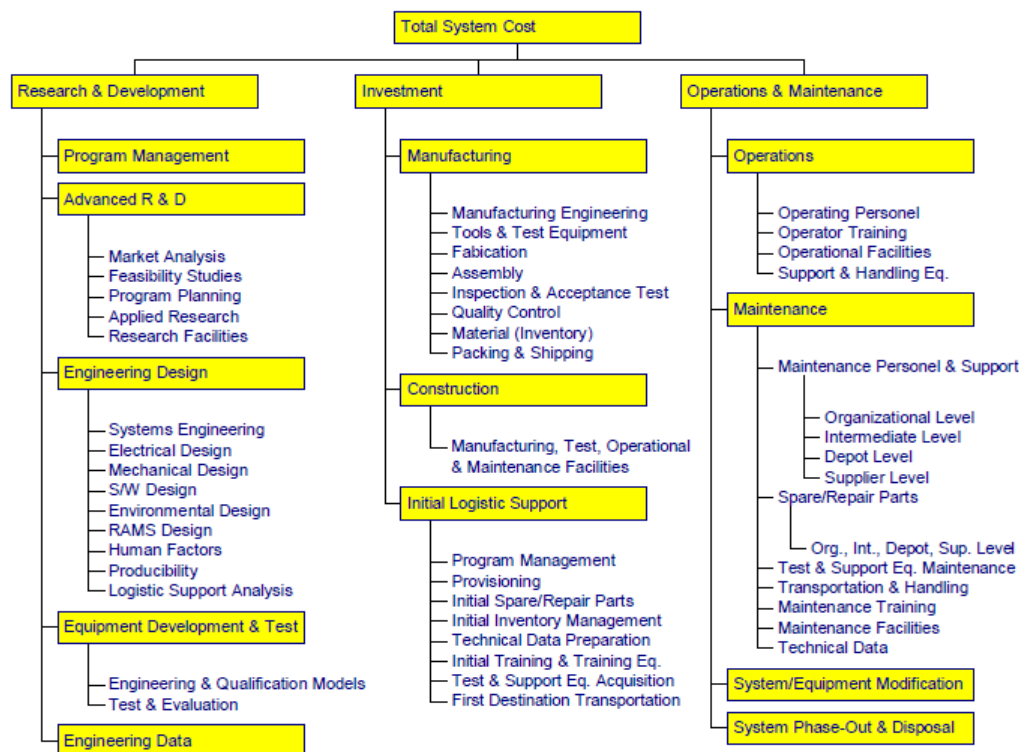 Total System Cost
Research & Development
Program Management
Advanced R & D
Market Analysis
Feasibility Studies
Program Planning
Applied Research
Research Facilities
Engineering Design
Systems Engineering
Electrical Design
Mechanical Design
S/W Design
Environmental Design
RAMS Design
Human Factors
Producibility
Logistic Support Analysis
Equipment Development & Test
Engineering & Qualification Models
Test & Evaluation
Engineering Data
Investment
Manufacturing
Manufacturing Engineering
Tools & Test Equipment
Fabication
Assembly
Inspection & Acceptance Test
Quality Control
Material (Inventory)
Packing & Shipping
Construction
Manufacturing, Test, Operational
& Maintenance Facilities
Initial Logistic Support
Program Management
Provisioning
Initial Spare/Repair Parts
Initial Inventory Management
Technical Data Preparation
Initial Training & Training Eq.
Test & Support Eq. Acquisition
First Destination Transportation
Operations & Maintenance
Operations
Operating Personel
Operator Training
Operational Facilities
Support & Handling Eq.
Maintenance
Maintenance Personel & Support
Organizational Level
Intermediate Level
Depot Level
Supplier Level
Spare/Repair Parts
Org., Int., Depot, Sup. Level
Test & Support Eq. Maintenance
Transportation & Handling
Maintenance Training
Maintenance Facilities
Technical Data
System/Equipment Modification
System Phase-Out & Disposal